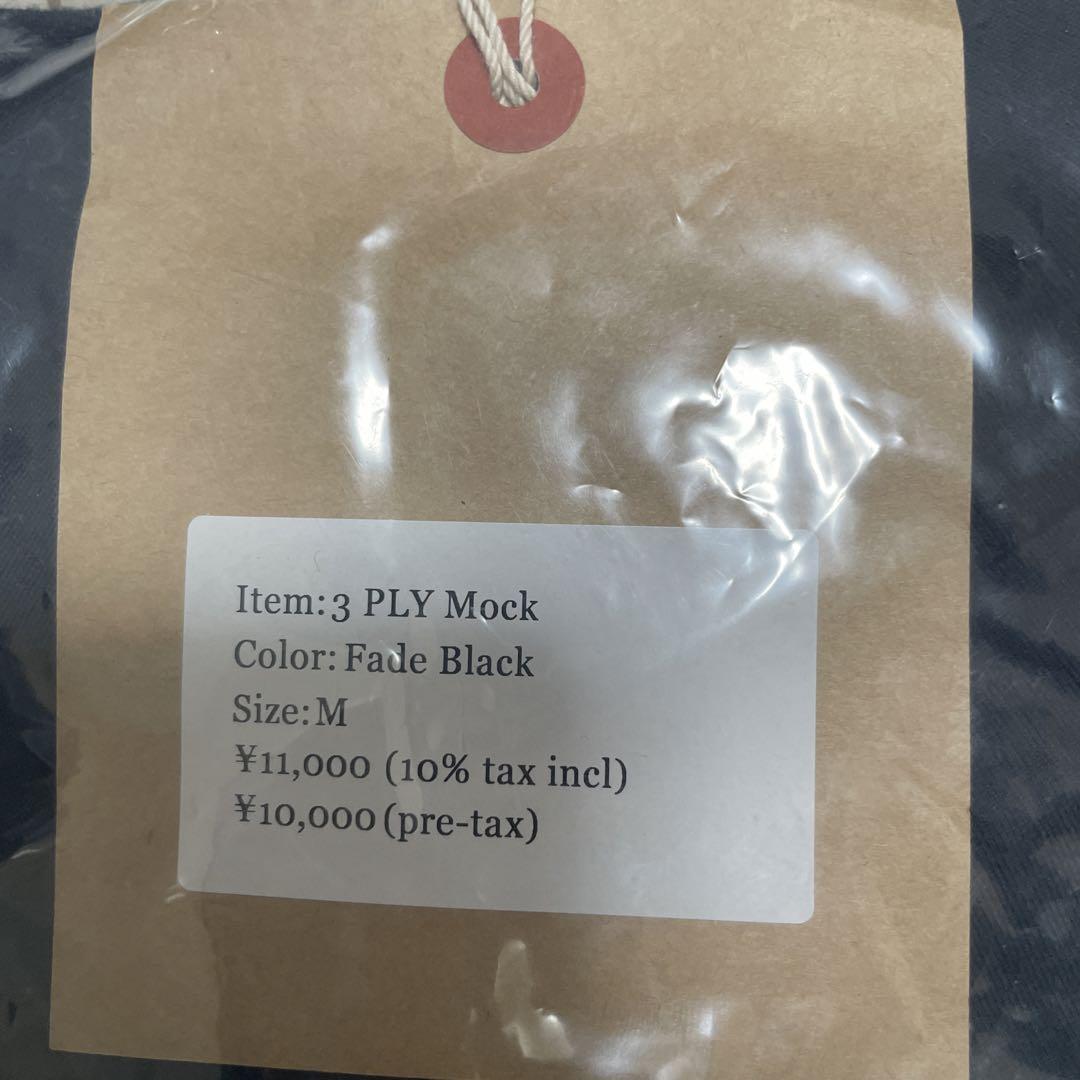 Item:3 PLY Mock
Color:Fade Black
Size:M
¥11,000 (10% tax incl)
¥10,000(pre-tax)